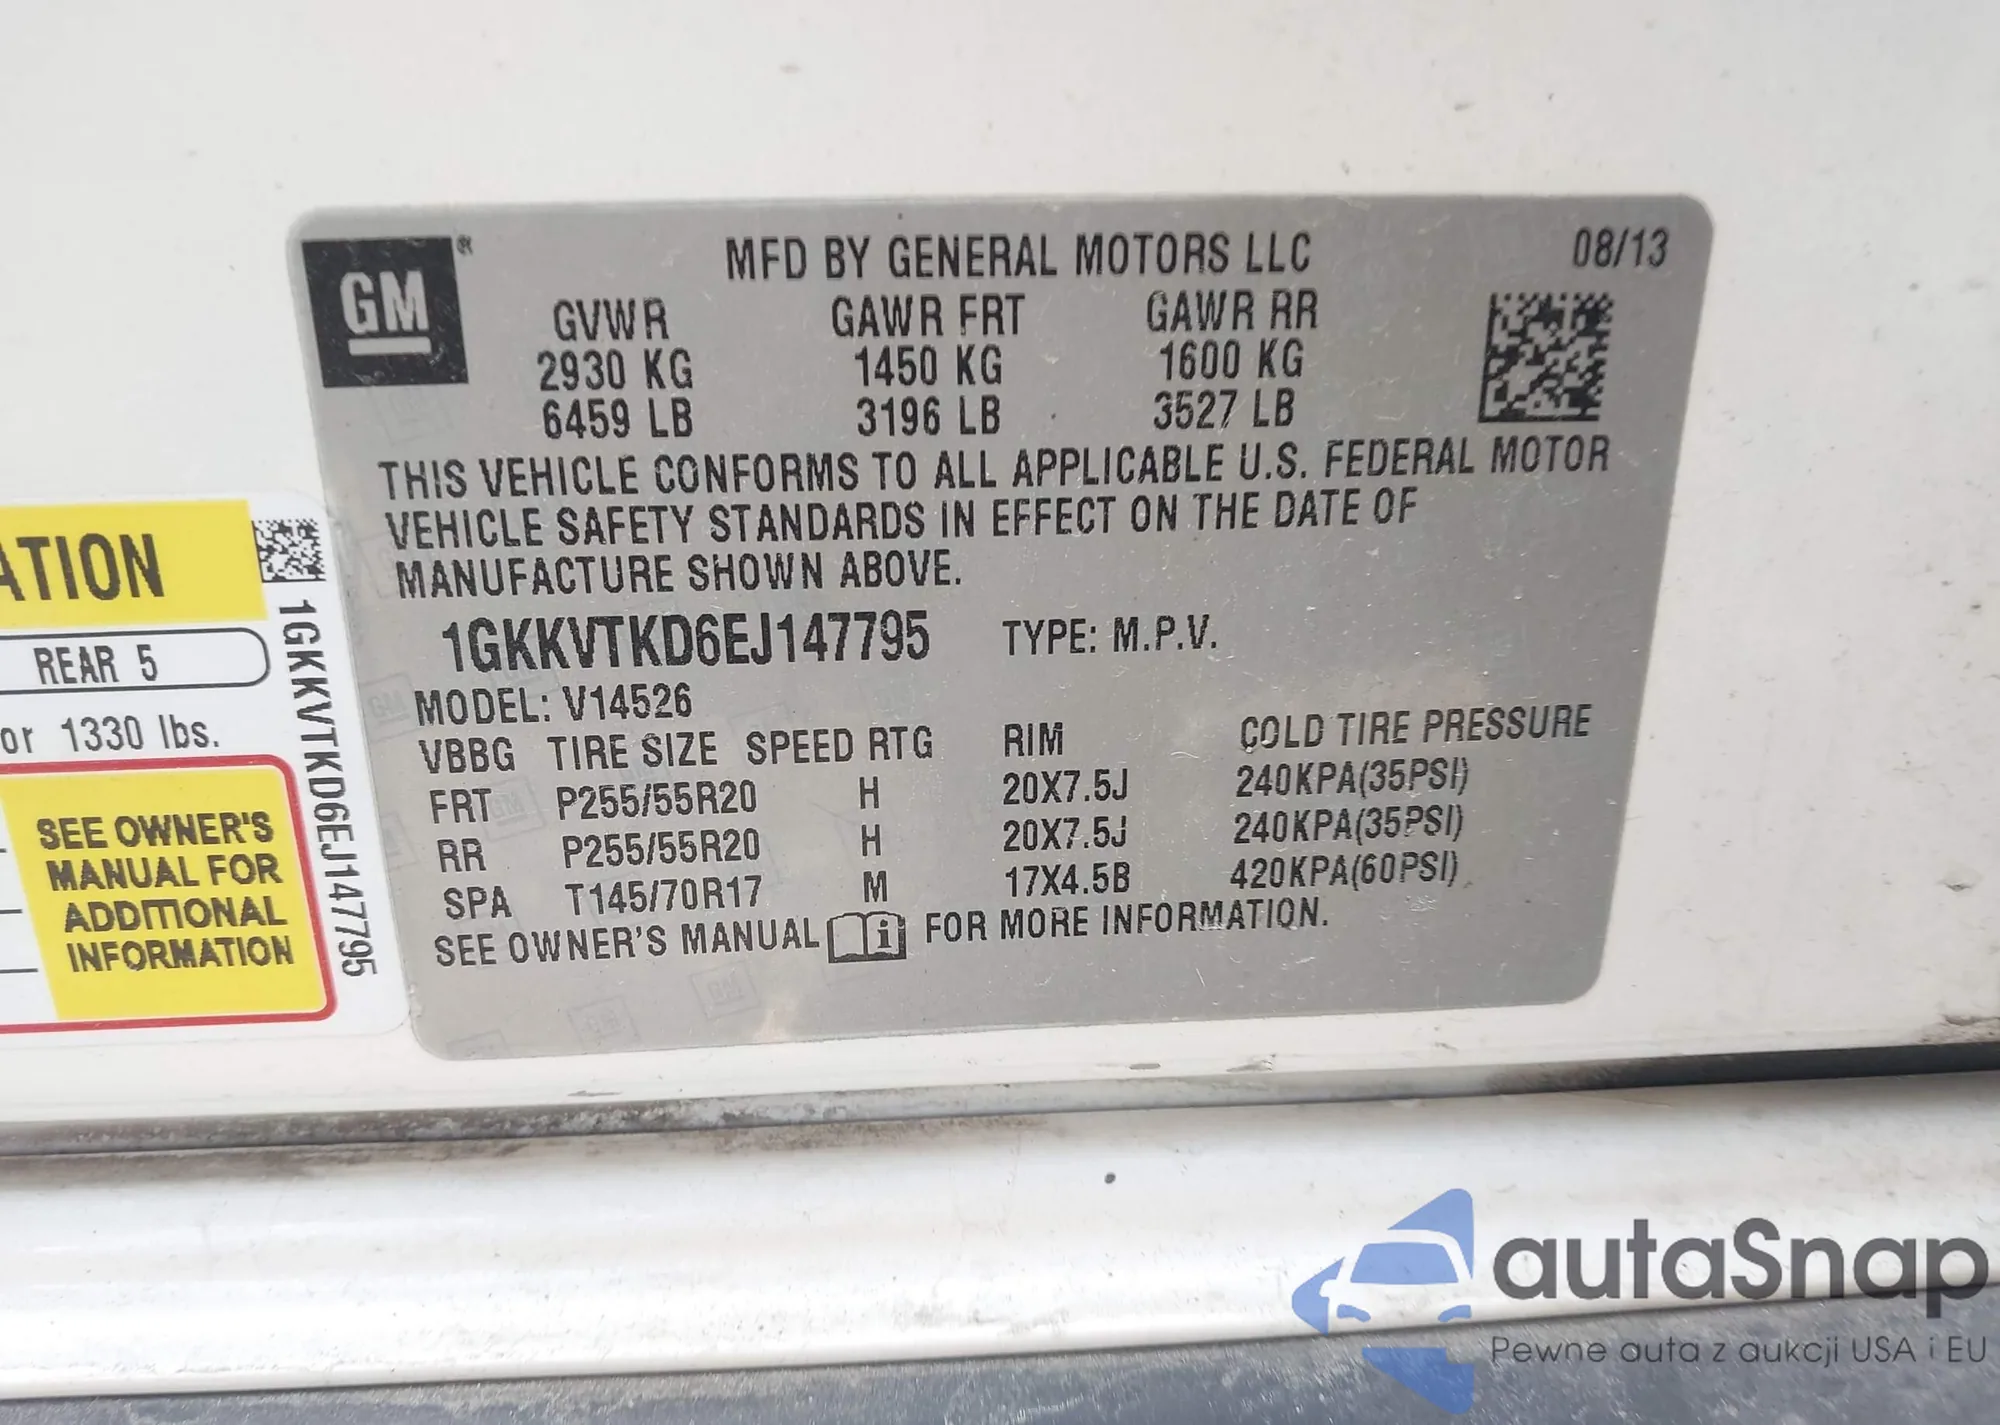 GM®
MFD BY GENERAL MOTORS LLC 08/13
GVWR GAWR FRT GAWR RR
2930 KG 1450 KG 1600 KG
6459 LB 3196 LB 3527 LB
THIS VEHICLE CONFORMS TO ALL APPLICABLE U.S. FEDERAL MOTOR
VEHICLE SAFETY STANDARDS IN EFFECT ON THE DATE OF
MANUFACTURE SHOWN ABOVE.
1GKKVTKD6EJ147795 TYPE: M.P.V.
MODEL: V14526
VBBG TIRE SIZE SPEED RTG RIM COLD TIRE PRESSURE
FRT P255/55R20 H 20X7.5J 240KPA(35PSI)
RR P255/55R20 H 20X7.5J 240KPA(35PSI)
SPA T145/70R17 M 17X4.5B 420KPA(60PSI)
SEE OWNER'S MANUAL i FOR MORE INFORMATION.
ATION
REAR 5
or 1330 lbs.
SEE OWNER'S
MANUAL FOR
ADDITIONAL
INFORMATION
1GKKVTKD6EJ147795
autaSnap
Pewne auta z aukcji USA i EU